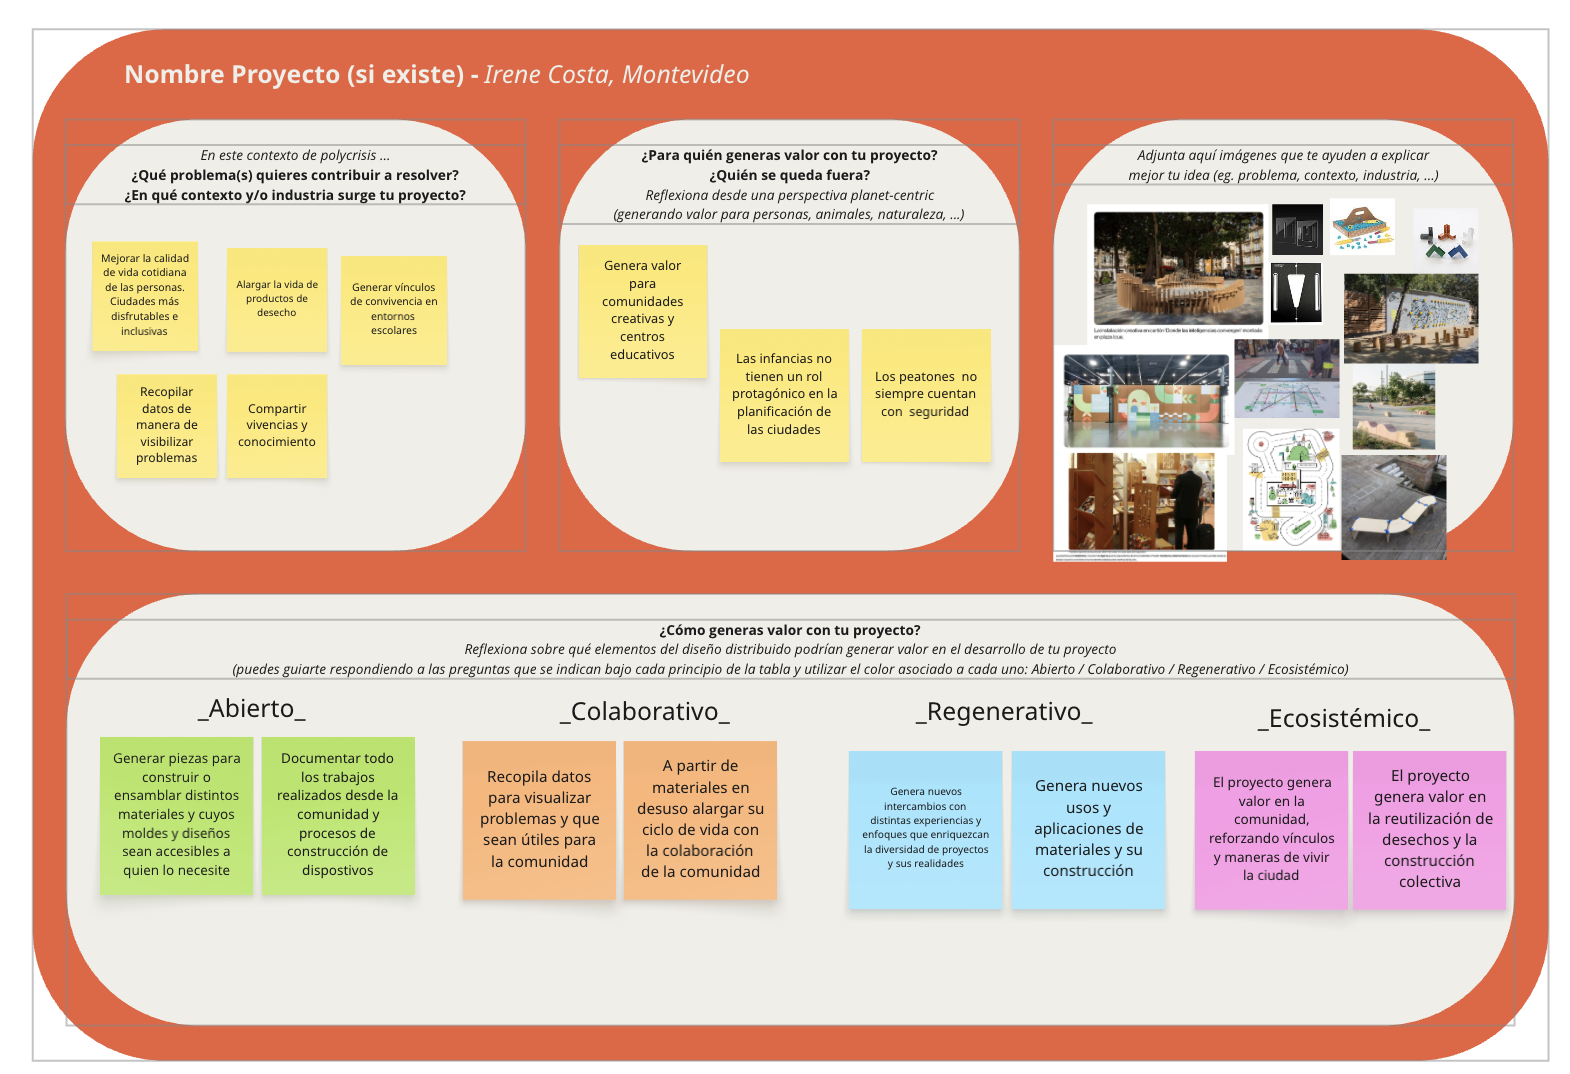 Nombre Proyecto (si existe) - Irene Costa, Montevideo
En este contexto de polycrisis ...
¿Qué problema(s) quieres contribuir a resolver?
¿En qué contexto y/o industria surge tu proyecto?
Mejorar la calidad
de vida cotidiana
de las personas.
Ciudades más
disfrutables e
inclusivas
Alargar la vida de
productos de
desecho
Generar vínculos
de convivencia en
entornos
escolares
Recopilar
datos de
manera de
visibilizar
problemas
Compartir
vivencias y
conocimiento
¿Para quién generas valor con tu proyecto?
¿Quién se queda fuera?
Reflexiona desde una perspectiva planet-centric
(generando valor para personas, animales, naturaleza, ...)
Genera valor
para
comunidades
creativas y
centros
educativos
Las infancias no
tienen un rol
protagónico en la
planificación de
las ciudades
Los peatones  no
siempre cuentan
con  seguridad
Adjunta aquí imágenes que te ayuden a explicar
mejor tu idea (eg. problema, contexto, industria, ...)
La instalación creativa en cartón 'Donde las inteligencias convergen' montada
en plaza
¿Cómo generas valor con tu proyecto?
Reflexiona sobre qué elementos del diseño distribuido podrían generar valor en el desarrollo de tu proyecto
(puedes guiarte respondiendo a las preguntas que se indican bajo cada principio de la tabla y utilizar el color asociado a cada uno: Abierto / Colaborativo / Regenerativo / Ecosistémico)
_Abierto_
Generar piezas para
construir o
ensamblar distintos
materiales y cuyos
moldes y diseños
sean accesibles a
quien lo necesite
Documentar todo
los trabajos
realizados desde la
comunidad y
procesos de
construcción de
dispostivos
_Colaborativo_
Recopila datos
para visualizar
problemas y que
sean útiles para
la comunidad
A partir de
materiales en
desuso alargar su
ciclo de vida con
la colaboración
de la comunidad
_Regenerativo_
Genera nuevos
intercambios con
distintas experiencias y
enfoques que enriquezcan
la diversidad de proyectos
y sus realidades
Genera nuevos
usos y
aplicaciones de
materiales y su
construcción
_Ecosistémico_
El proyecto genera
valor en la
comunidad,
reforzando vínculos
y maneras de vivir
la ciudad
El proyecto
genera valor en
la reutilización de
desechos y la
construcción
colectiva